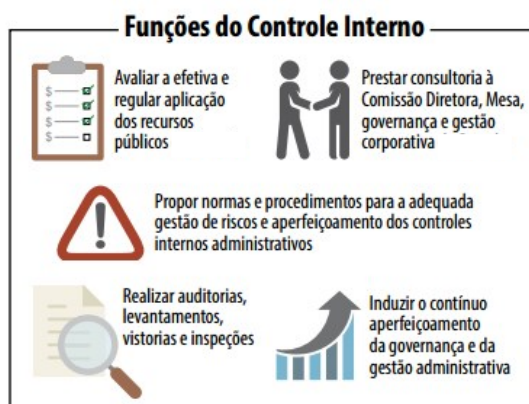 Funções do Controle Interno
Avaliar a efetiva e
regular aplicação
dos recursos
públicos
Prestar consultoria à
Comissão Diretora, Mesa,
governança e gestão
corporativa
Propor normas e procedimentos para a adequada
gestão de riscos e aperfeiçoamento dos controles
internos administrativos
Realizar auditorias,
levantamentos,
vistorias e inspeções
Induzir o contínuo
aperfeiçoamento
da governança e da
gestão administrativa